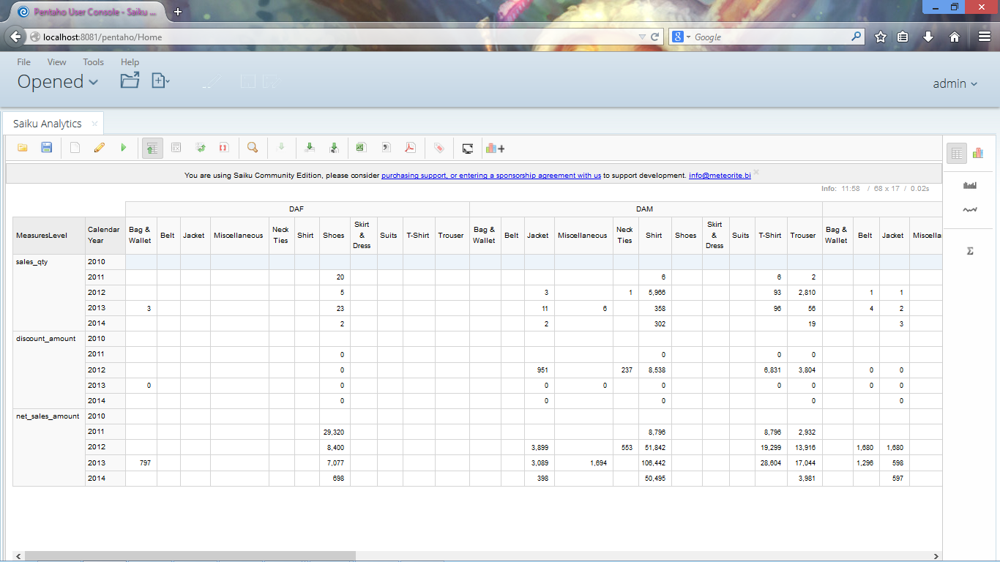 Pentaho User Console - Saiku ...
localhost:8081/pentaho/Home
Google
File View Tools Help
Opened
admin
Saiku Analytics
You are using Saiku Community Edition, please consider purchasing support, or entering a sponsorship agreement with us to support development. info@meteorite.bi
Info: 11:58 / 68 x 17 / 0.02s
DAF DAM
MeasuresLevel Calendar Year Bag & Wallet Belt Jacket Miscellaneous Neck Ties Shirt Shoes Skirt & Dress Suits T-Shirt Trouser Bag & Wallet Belt Jacket Miscellaneous Neck Ties Shirt Shoes Skirt & Dress Suits T-Shirt Trouser Bag & Wallet Belt Jacket Miscella
sales_qty 2010
2011 20 6 6 2
2012 5 3 1 5,966 93 2,810 1 1
2013 3 23 11 6 358 96 56 4 2
2014 2 2 302 19 3
discount_amount 2010
2011 0 0 0 0
2012 0 951 237 8,538 6,831 3,804 0 0
2013 0 0 0 0 0 0 0 0 0
2014 0 0 0 0 0
net_sales_amount 2010
2011 29,320 8,796 8,796 2,932
2012 8,400 3,899 553 51,842 19,299 13,916 1,680 1,680
2013 797 7,077 3,089 1,694 106,442 28,604 17,044 1,296 598
2014 698 398 50,495 3,981 597